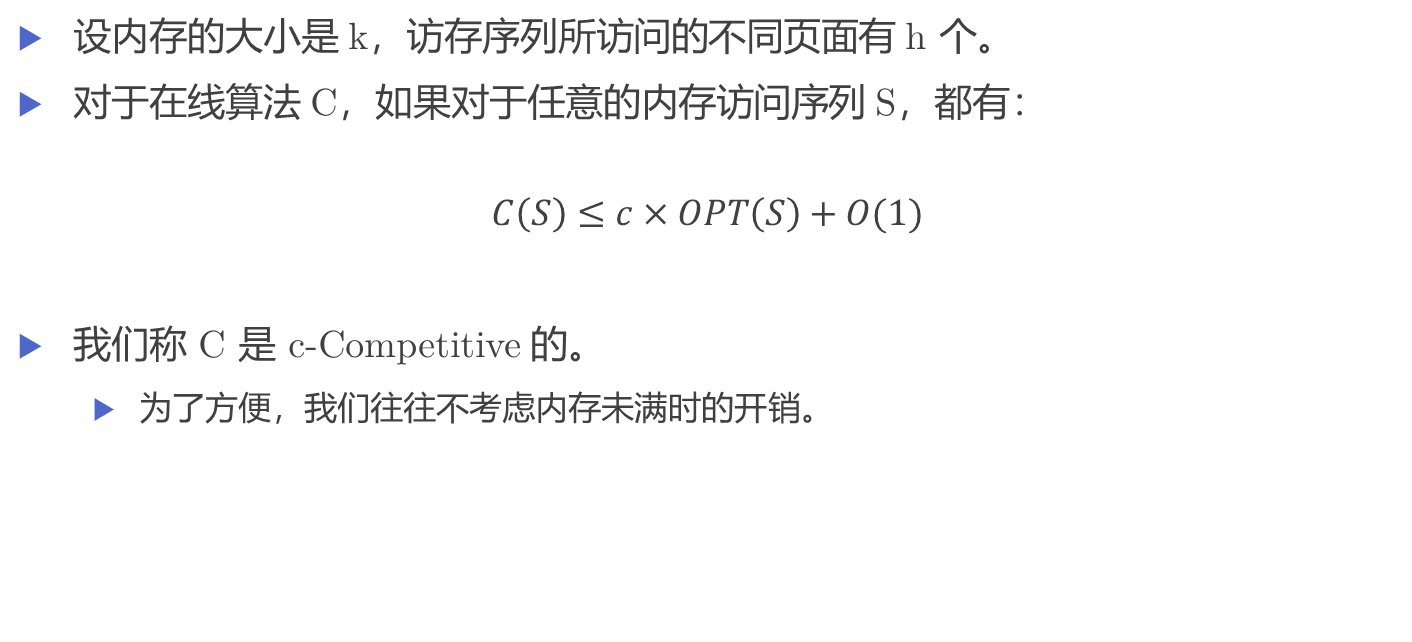 设内存的大小是 k，访存序列所访问的不同页面有 h 个。
对于在线算法 C，如果对于任意的内存访问序列 S，都有：
C(S) ≤ c × OPT(S) + O(1)
我们称 C 是 c-Competitive 的。
为了方便，我们往往不考虑内存未满时的开销。